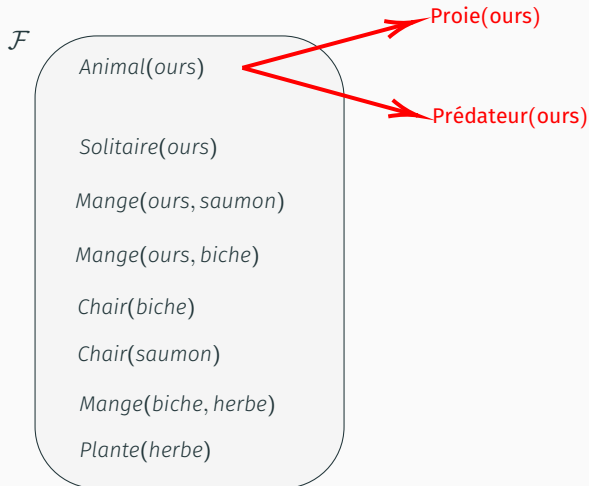 Proie(ours)
ℱ
Animal(ours)
Prédateur(ours)
Solitaire(ours)
Mange(ours, saumon)
Mange(ours, biche)
Chair(biche)
Chair(saumon)
Mange(biche, herbe)
Plante(herbe)